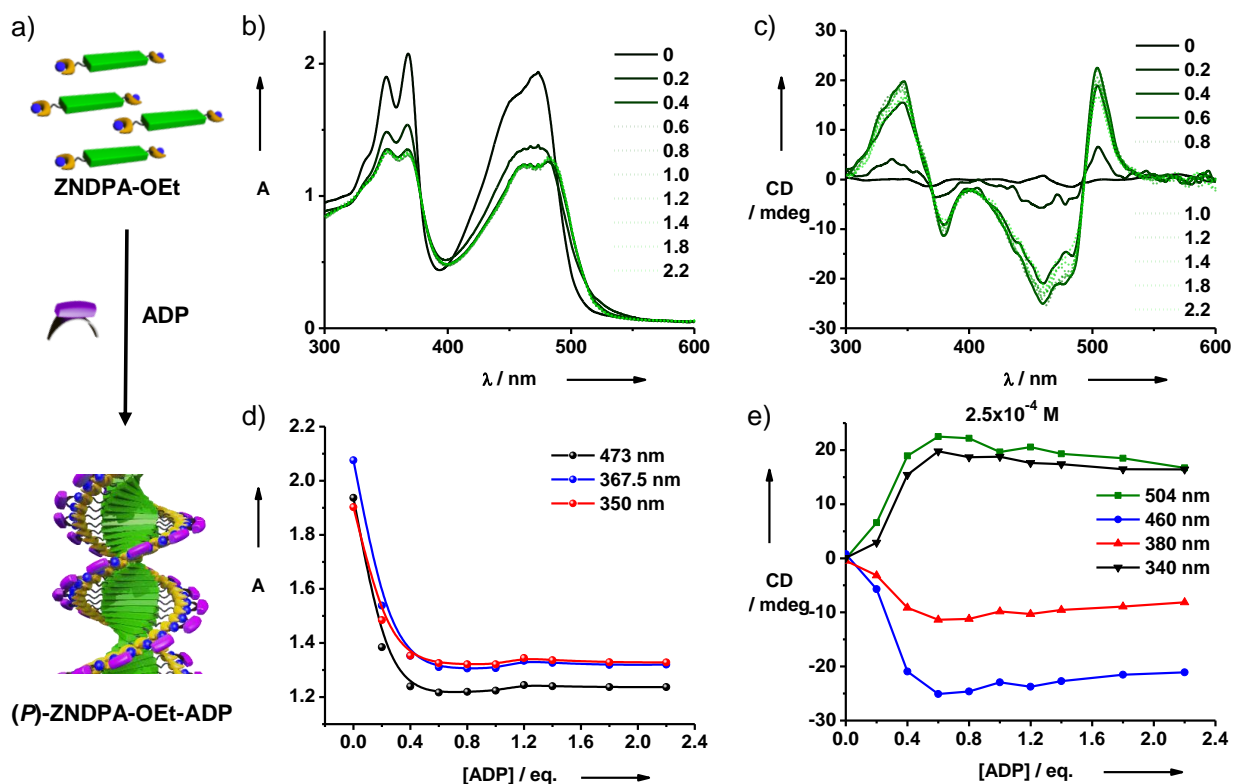 a)
ZNDPA-OEt
ADP
(P)-ZNDPA-OEt-ADP
b)
A
2
1
0
300 400 500 600
λ / nm
0
0.2
0.4
0.6
0.8
1.0
1.2
1.4
1.8
2.2
c)
CD
/ mdeg
30
20
10
0
-10
-20
-30
300 400 500 600
λ / nm
0
0.2
0.4
0.6
0.8
1.0
1.2
1.4
1.8
2.2
d)
A
2.2
2.0
1.8
1.6
1.4
1.2
0.0 0.4 0.8 1.2 1.6 2.0 2.4
[ADP] / eq.
473 nm
367.5 nm
350 nm
e)
2.5x10⁻⁴ M
CD
/ mdeg
20
10
0
-10
-20
-30
0.0 0.4 0.8 1.2 1.6 2.0 2.4
[ADP] / eq.
504 nm
460 nm
380 nm
340 nm